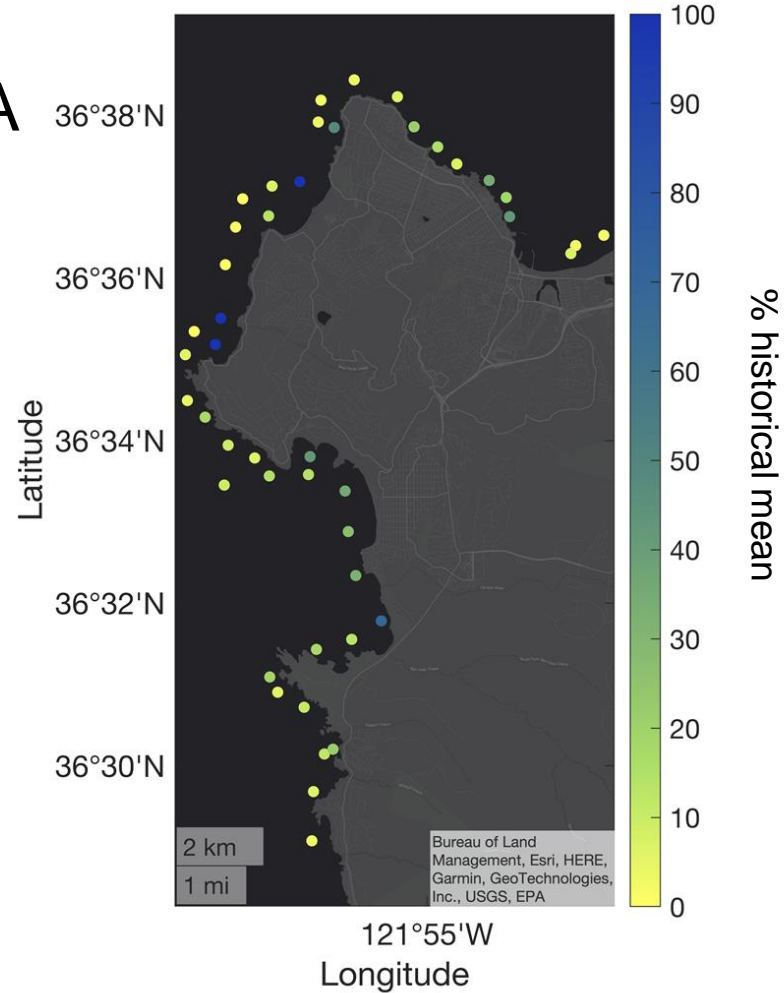 A
36°38'N
36°36'N
36°34'N
36°32'N
36°30'N
Latitude
2 km
1 mi
Bureau of Land
Management, Esri, HERE,
Garmin, GeoTechnologies,
Inc., USGS, EPA
121°55'W
Longitude
100
90
80
70
60
50
40
30
20
10
0
% historical mean